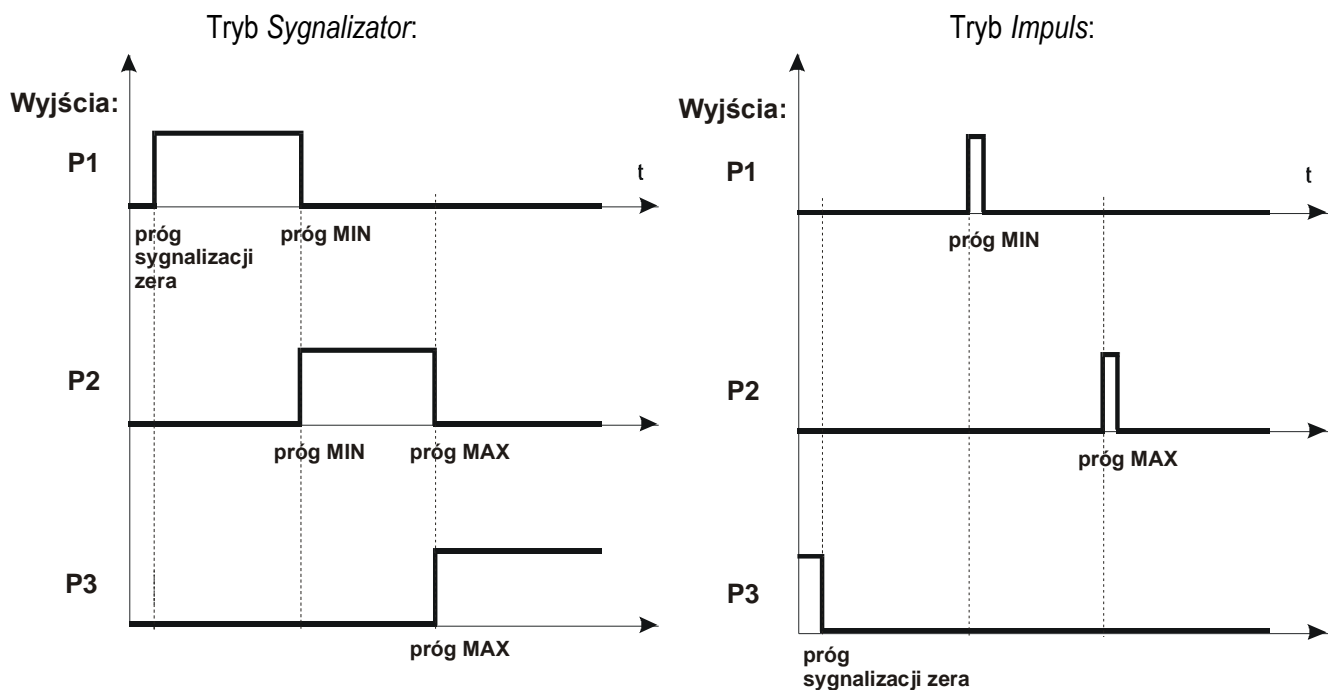 Tryb Sygnalizator:
Wyjścia:
P1
t
próg
sygnalizacji
zera
próg MIN
P2
próg MIN
próg MAX
P3
próg MAX
Tryb Impuls:
Wyjścia:
P1
t
próg MIN
P2
próg MAX
P3
próg
sygnalizacji zera